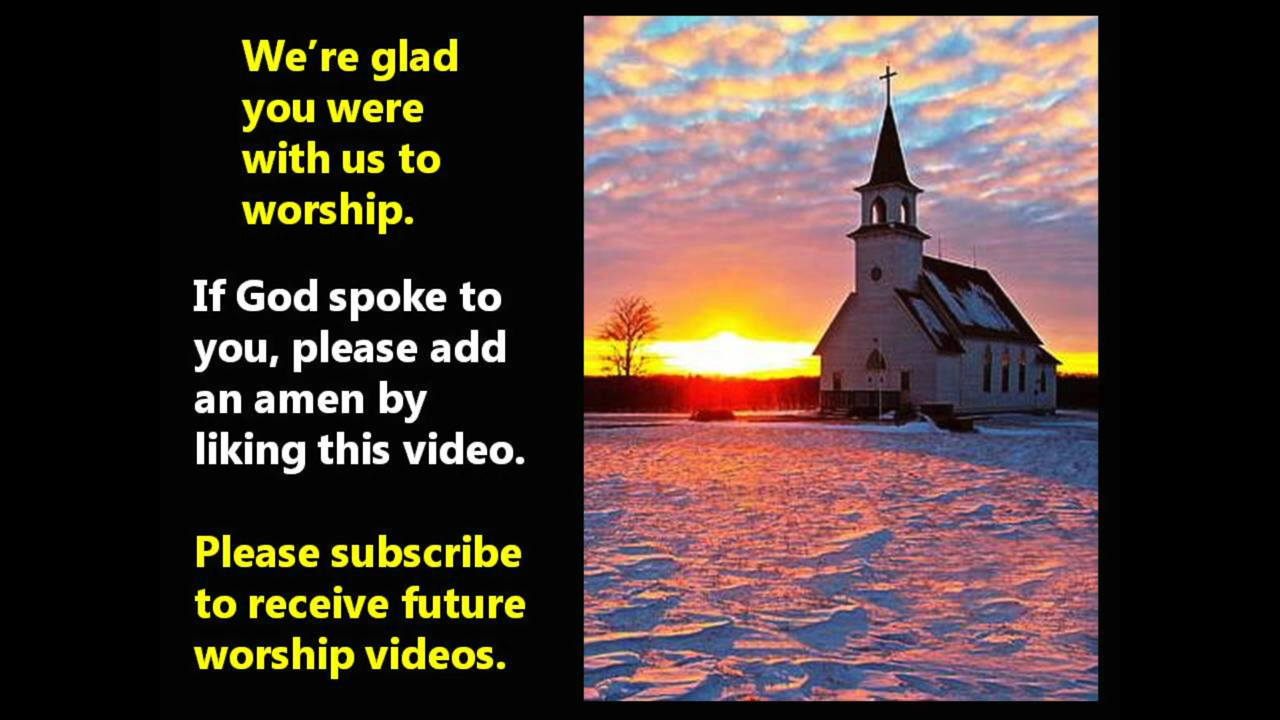 We’re glad
you were
with us to
worship.
If God spoke to
you, please add
an amen by
liking this video.
Please subscribe
to receive future
worship videos.